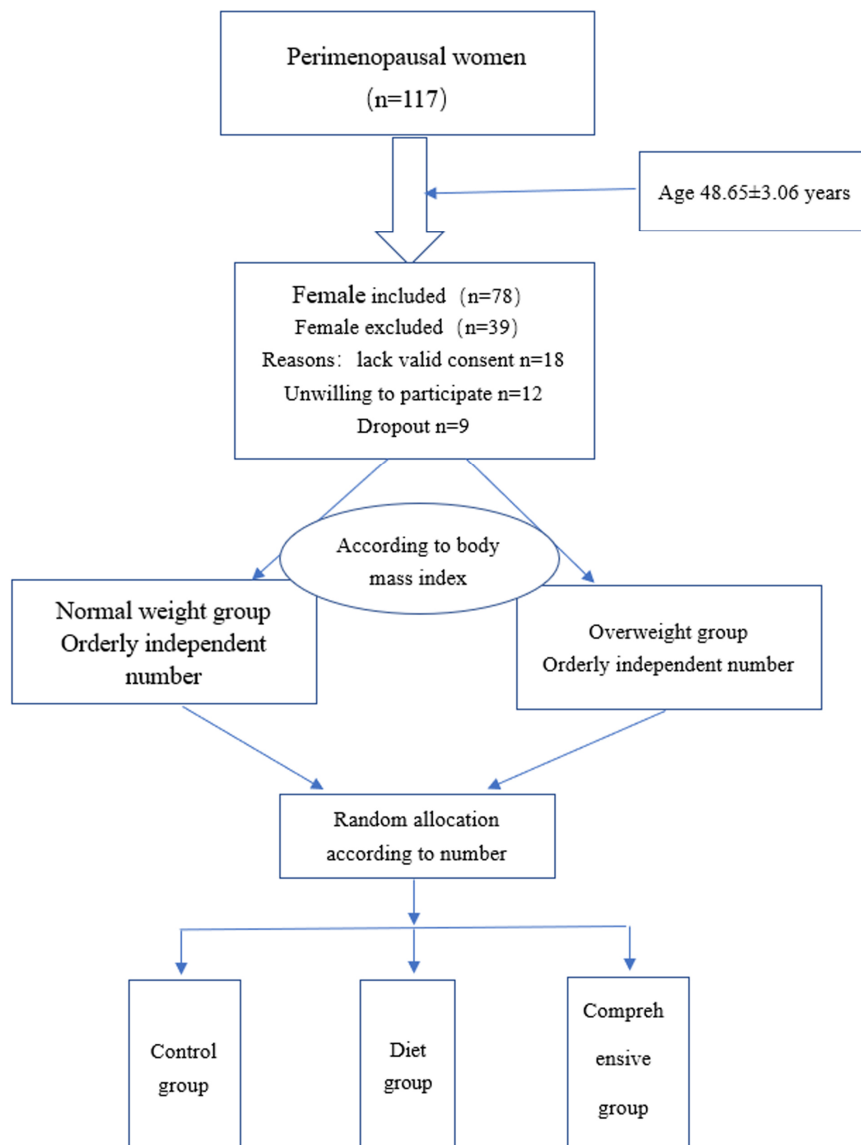 Perimenopausal women
(n=117)
Age 48.65±3.06 years
Female included（n=78)
Female excluded（n=39)
Reasons： lack valid consent n=18
Unwilling to participate n=12
Dropout n=9
According to body
mass index
Normal weight group
Orderly independent
number
Overweight group
Orderly independent number
Random allocation
according to number
Control
group
Diet
group
Compreh
ensive
group